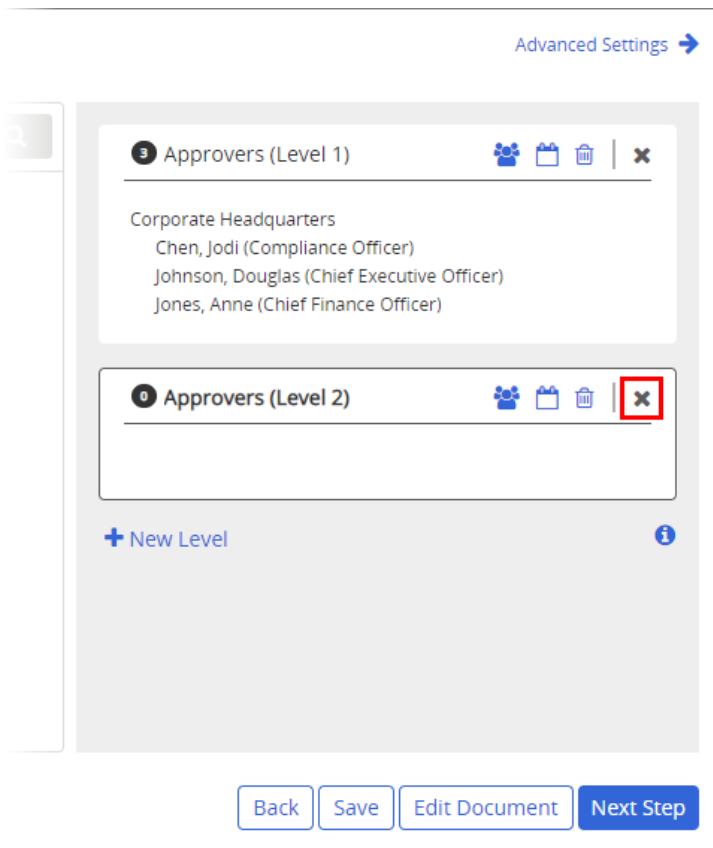 Advanced Settings
3 Approvers (Level 1)
Corporate Headquarters
Chen, Jodi (Compliance Officer)
Johnson, Douglas (Chief Executive Officer)
Jones, Anne (Chief Finance Officer)
0 Approvers (Level 2)
New Level
Back Save Edit Document Next Step